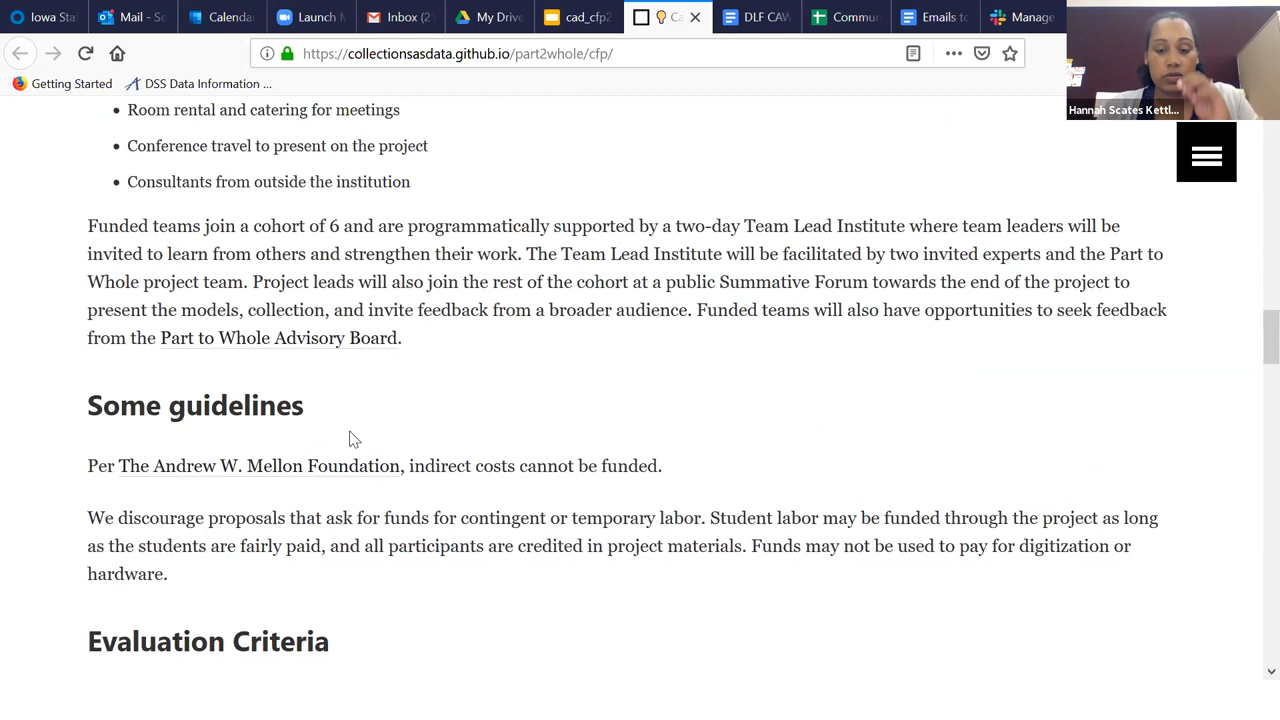 Iowa Sta
Mail - S
Calenda
Launch M
Inbox (2
My Drive
cad_cfp2
Ca
DLF CAW
Commun
Emails to
Manage
https://collectionsasdata.github.io/part2whole/cfp/
Getting Started
DSS Data Information ...
Hannah Scates Kettl...
Room rental and catering for meetings
Conference travel to present on the project
Consultants from outside the institution
Funded teams join a cohort of 6 and are programmatically supported by a two-day Team Lead Institute where team leaders will be
invited to learn from others and strengthen their work. The Team Lead Institute will be facilitated by two invited experts and the Part to
Whole project team. Project leads will also join the rest of the cohort at a public Summative Forum towards the end of the project to
present the models, collection, and invite feedback from a broader audience. Funded teams will also have opportunities to seek feedback
from the Part to Whole Advisory Board.
Some guidelines
Per The Andrew W. Mellon Foundation, indirect costs cannot be funded.
We discourage proposals that ask for funds for contingent or temporary labor. Student labor may be funded through the project as long
as the students are fairly paid, and all participants are credited in project materials. Funds may not be used to pay for digitization or
hardware.
Evaluation Criteria